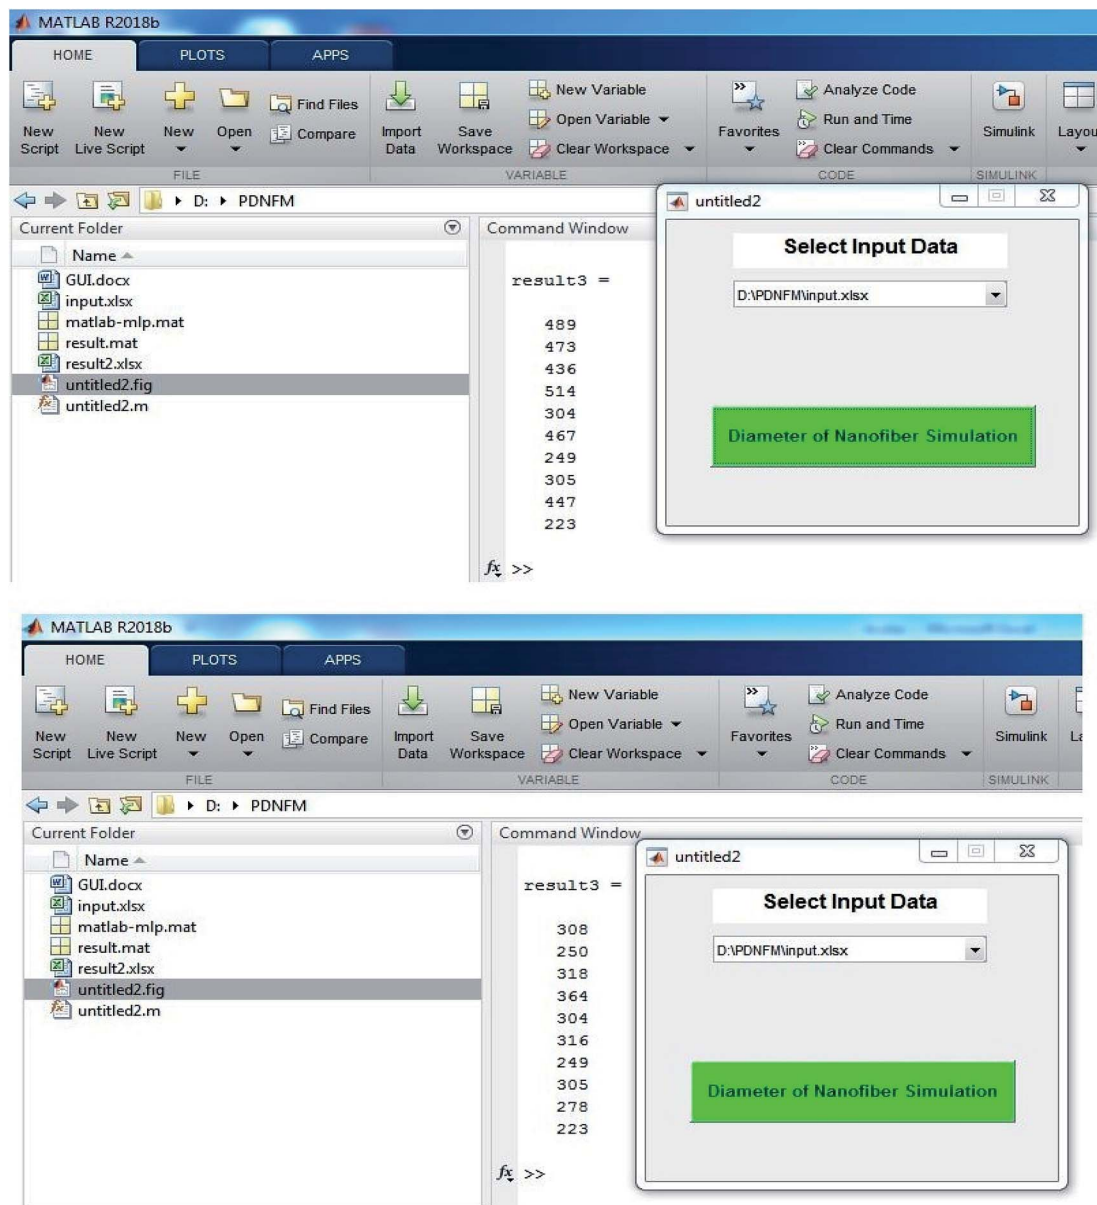 MATLAB R2018b
HOME PLOTS APPS
New Script New Live Script New Open Find Files Compare Import Data Save Workspace New Variable Open Variable Clear Workspace Favorites Analyze Code Run and Time Clear Commands Simulink Layou
FILE VARIABLE CODE SIMULINK
D: PDNFM
Current Folder
Name
GUI.docx
input.xlsx
matlab-mlp.mat
result.mat
result2.xlsx
untitled2.fig
untitled2.m
Command Window
result3 =
489
473
436
514
304
467
249
305
447
223
fx >>
untitled2
Select Input Data
D:\PDNFM\input.xlsx
Diameter of Nanofiber Simulation
MATLAB R2018b
HOME PLOTS APPS
New Script New Live Script New Open Find Files Compare Import Data Save Workspace New Variable Open Variable Clear Workspace Favorites Analyze Code Run and Time Clear Commands Simulink La
FILE VARIABLE CODE SIMULINK
D: PDNFM
Current Folder
Name
GUI.docx
input.xlsx
matlab-mlp.mat
result.mat
result2.xlsx
untitled2.fig
untitled2.m
Command Window
result3 =
308
250
318
364
304
316
249
305
278
223
fx >>
untitled2
Select Input Data
D:\PDNFM\input.xlsx
Diameter of Nanofiber Simulation